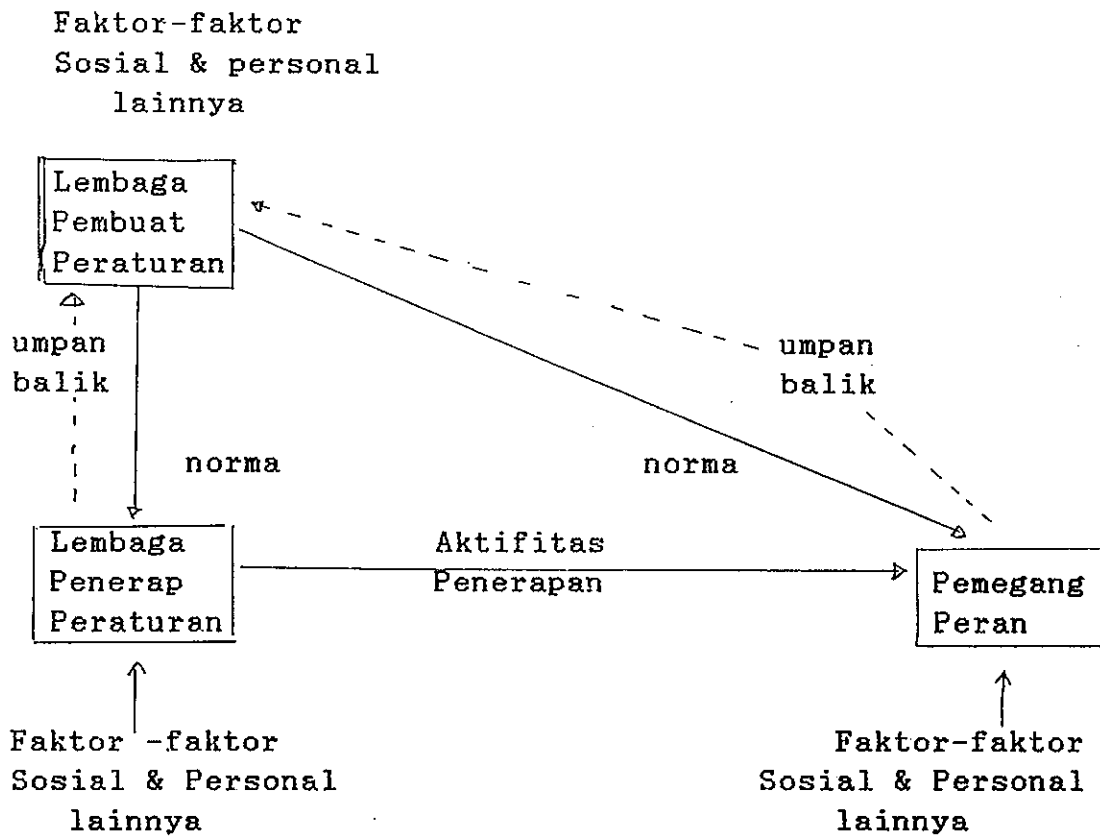 Faktor-faktor
Sosial & personal
lainnya
Lembaga
Pembuat
Peraturan
umpan
balik
umpan
balik
norma
norma
Lembaga
Penerap
Peraturan
Aktifitas
Penerapan
Pemegang
Peran
Faktor -faktor
Sosial & Personal
lainnya
Faktor-faktor
Sosial & Personal
lainnya